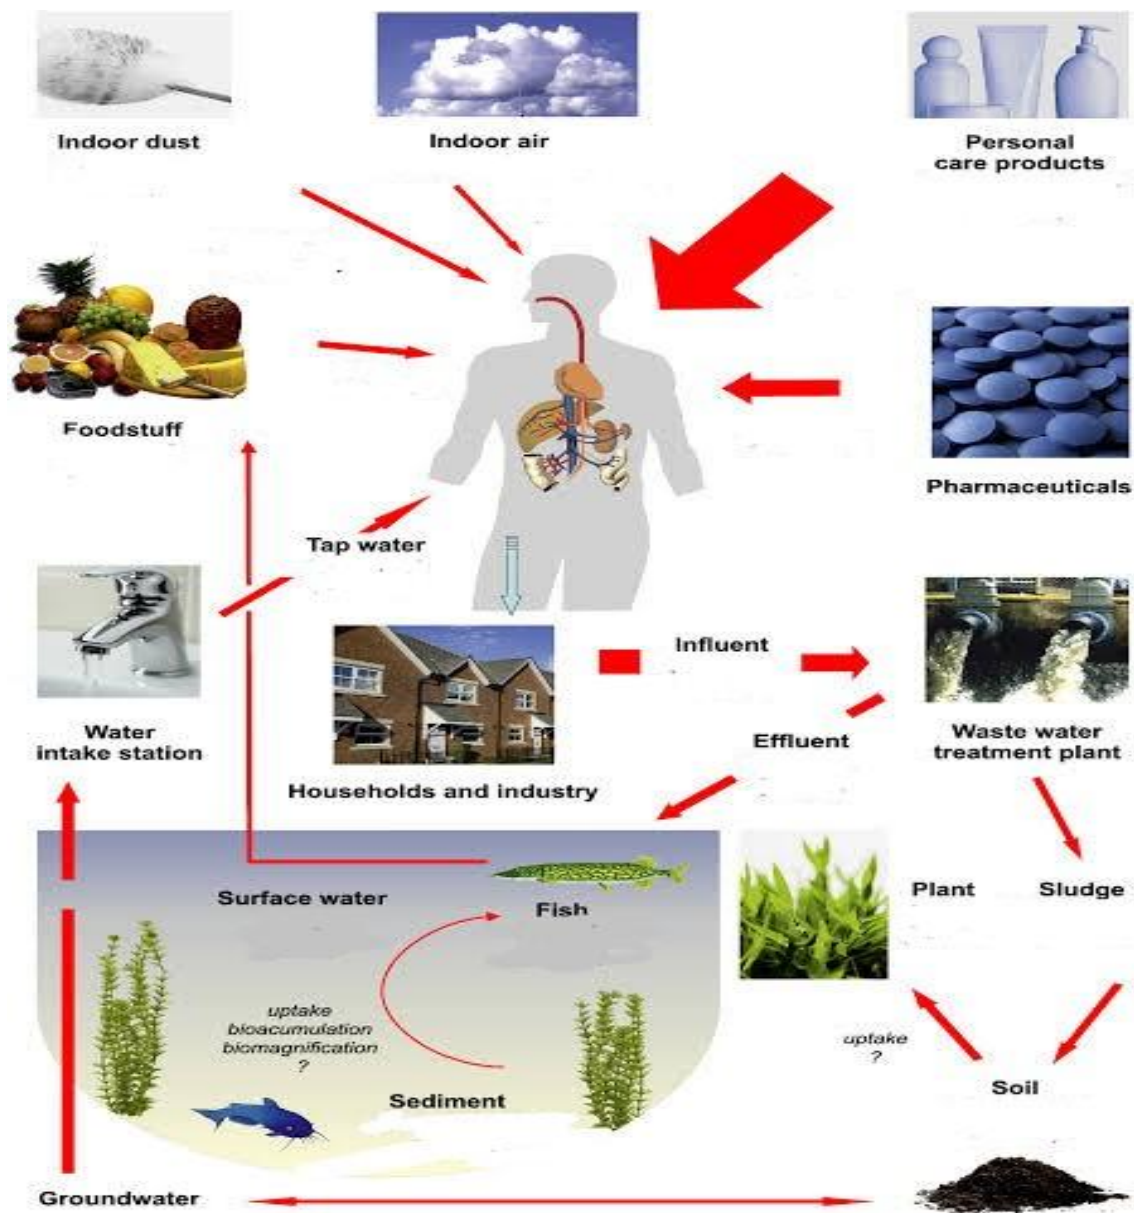 Indoor dust
Indoor air
Personal
care products
Foodstuff
Pharmaceuticals
Tap water
Water
intake station
Influent
Waste water
treatment plant
Effluent
Households and industry
Surface water
Fish
Plant
Sludge
uptake
bioacumulation
biomagnification
?
uptake
?
Sediment
Soil
Groundwater